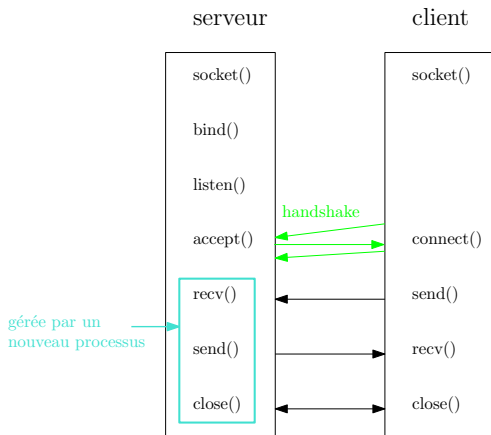 serveur
client
socket()
socket()
bind()
listen()
handshake
accept()
connect()
recv()
send()
gérée par un
nouveau processus
send()
recv()
close()
close()